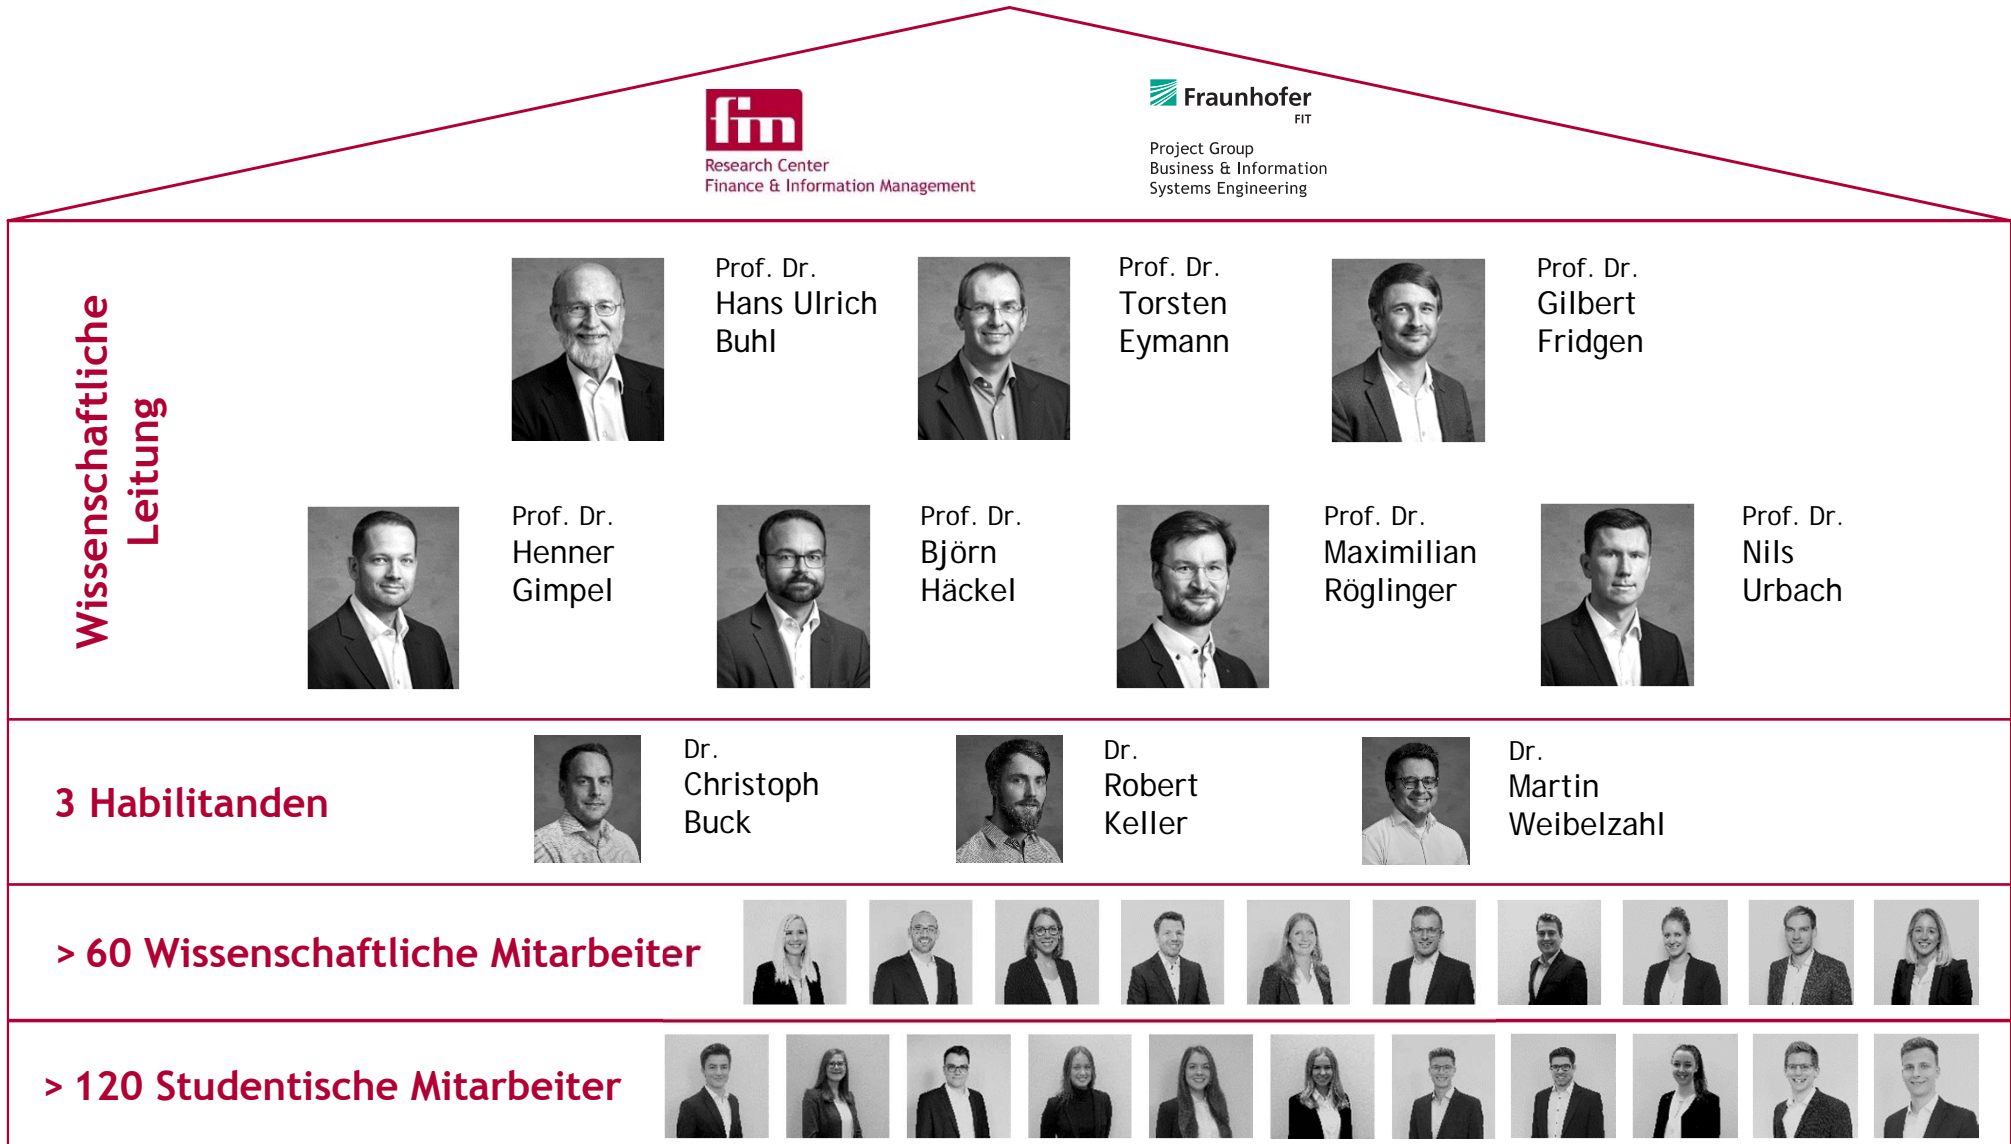 fim
Research Center
Finance & Information Management
Fraunhofer
FIT
Project Group
Business & Information
Systems Engineering
Wissenschaftliche
Leitung
Prof. Dr.
Hans Ulrich
Buhl
Prof. Dr.
Torsten
Eymann
Prof. Dr.
Gilbert
Fridgen
Prof. Dr.
Henner
Gimpel
Prof. Dr.
Björn
Häckel
Prof. Dr.
Maximilian
Röglinger
Prof. Dr.
Nils
Urbach
3 Habilitanden
Dr.
Christoph
Buck
Dr.
Robert
Keller
Dr.
Martin
Weibelzahl
> 60 Wissenschaftliche Mitarbeiter
> 120 Studentische Mitarbeiter